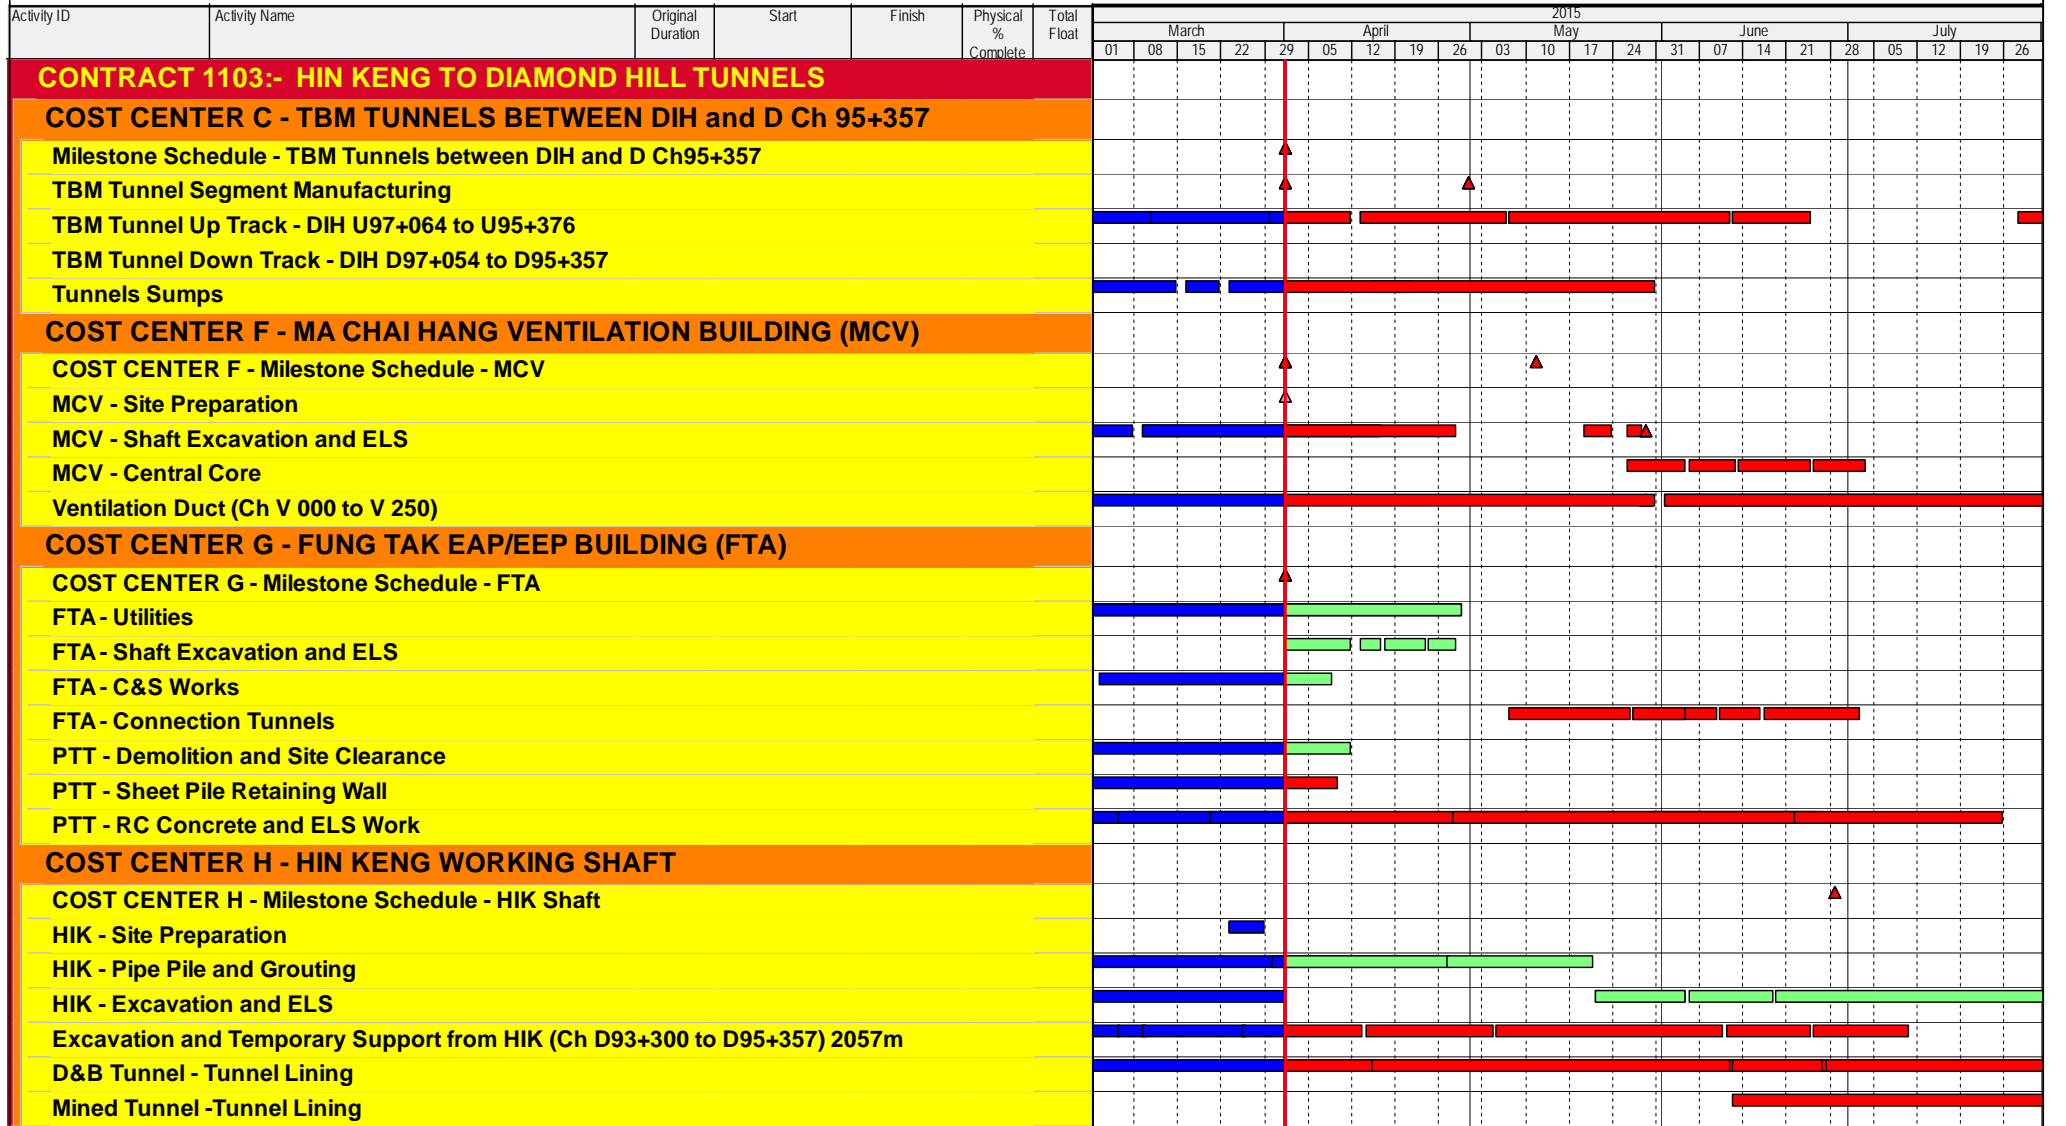 Activity ID Activity Name Original Duration Start Finish Physical % Complete Total Float 2015
March April May June July
01 08 15 22 29 05 12 19 26 03 10 17 24 31 07 14 21 28 05 12 19 26
CONTRACT 1103:- HIN KENG TO DIAMOND HILL TUNNELS
COST CENTER C - TBM TUNNELS BETWEEN DIH and D Ch 95+357
Milestone Schedule - TBM Tunnels between DIH and D Ch95+357
TBM Tunnel Segment Manufacturing
TBM Tunnel Up Track - DIH U97+064 to U95+376
TBM Tunnel Down Track - DIH D97+054 to D95+357
Tunnels Sumps
COST CENTER F - MA CHAI HANG VENTILATION BUILDING (MCV)
COST CENTER F - Milestone Schedule - MCV
MCV - Site Preparation
MCV - Shaft Excavation and ELS
MCV - Central Core
Ventilation Duct (Ch V 000 to V 250)
COST CENTER G - FUNG TAK EAP/EEP BUILDING (FTA)
COST CENTER G - Milestone Schedule - FTA
FTA - Utilities
FTA - Shaft Excavation and ELS
FTA - C&S Works
FTA - Connection Tunnels
PTT - Demolition and Site Clearance
PTT - Sheet Pile Retaining Wall
PTT - RC Concrete and ELS Work
COST CENTER H - HIN KENG WORKING SHAFT
COST CENTER H - Milestone Schedule - HIK Shaft
HIK - Site Preparation
HIK - Pipe Pile and Grouting
HIK - Excavation and ELS
Excavation and Temporary Support from HIK (Ch D93+300 to D95+357) 2057m
D&B Tunnel - Tunnel Lining
Mined Tunnel -Tunnel Lining